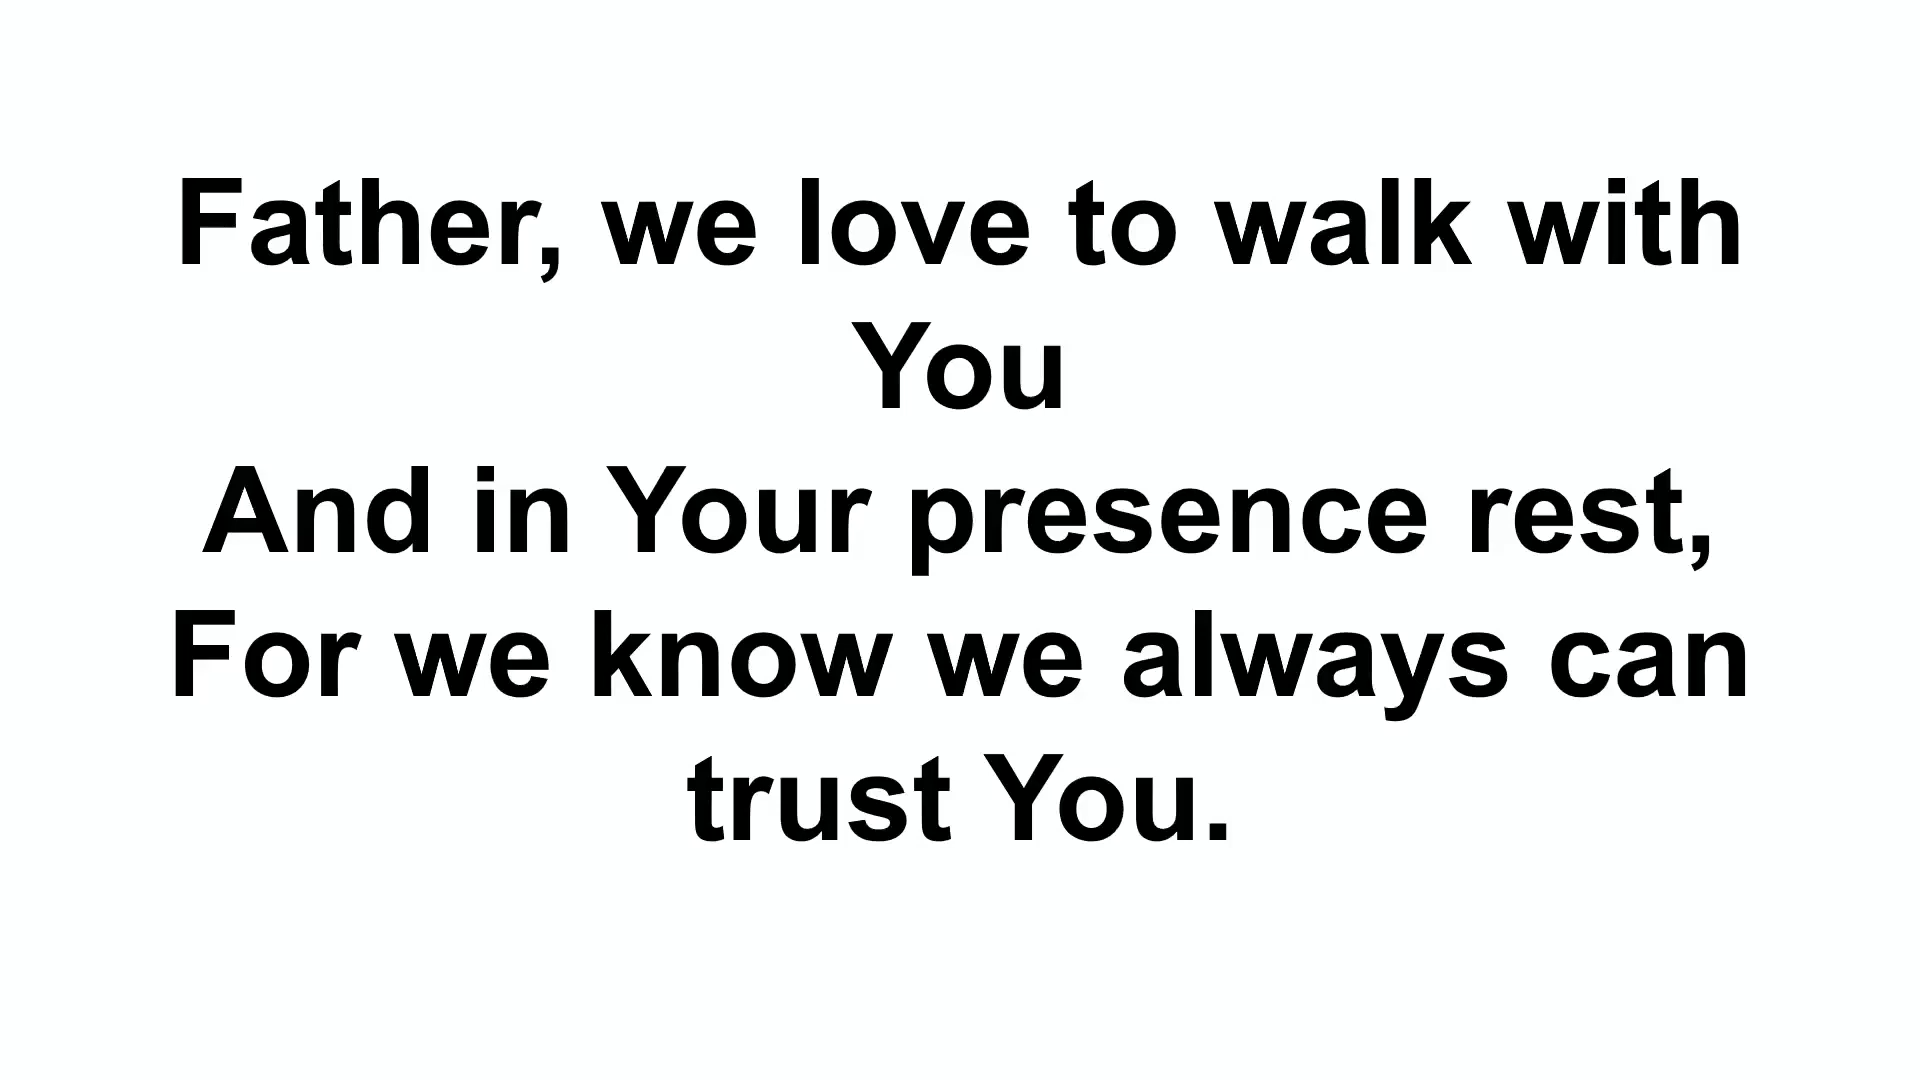 Father, we love to walk with
You
And in Your presence rest,
For we know we always can
trust You.